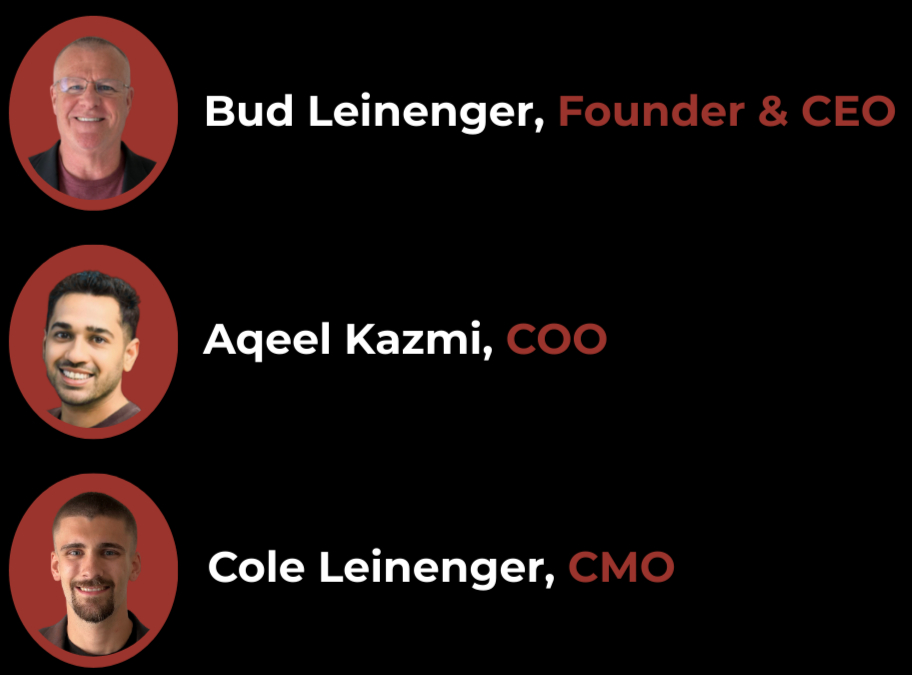 Bud Leinenger, Founder & CEO
Aqeel Kazmi, COO
Cole Leinenger, CMO